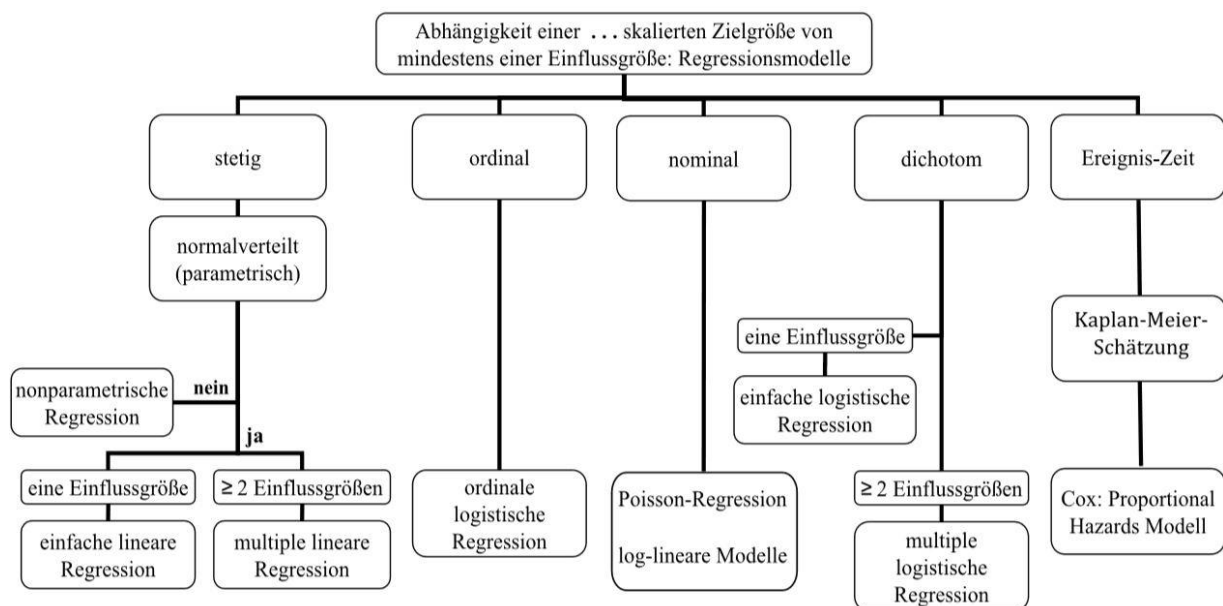 Abhängigkeit einer ... skalierten Zielgröße von
mindestens einer Einflussgröße: Regressionsmodelle
stetig
ordinal
nominal
dichotom
Ereignis-Zeit
normalverteilt
(parametrisch)
Kaplan-Meier-
Schätzung
eine Einflussgröße
einfache logistische
Regression
nonparametrische
Regression
nein
ja
eine Einflussgröße
≥ 2 Einflussgrößen
einfache lineare
Regression
multiple lineare
Regression
ordinale
logistische
Regression
Poisson-Regression
log-lineare Modelle
≥ 2 Einflussgrößen
multiple
logistische
Regression
Cox: Proportional
Hazards Modell